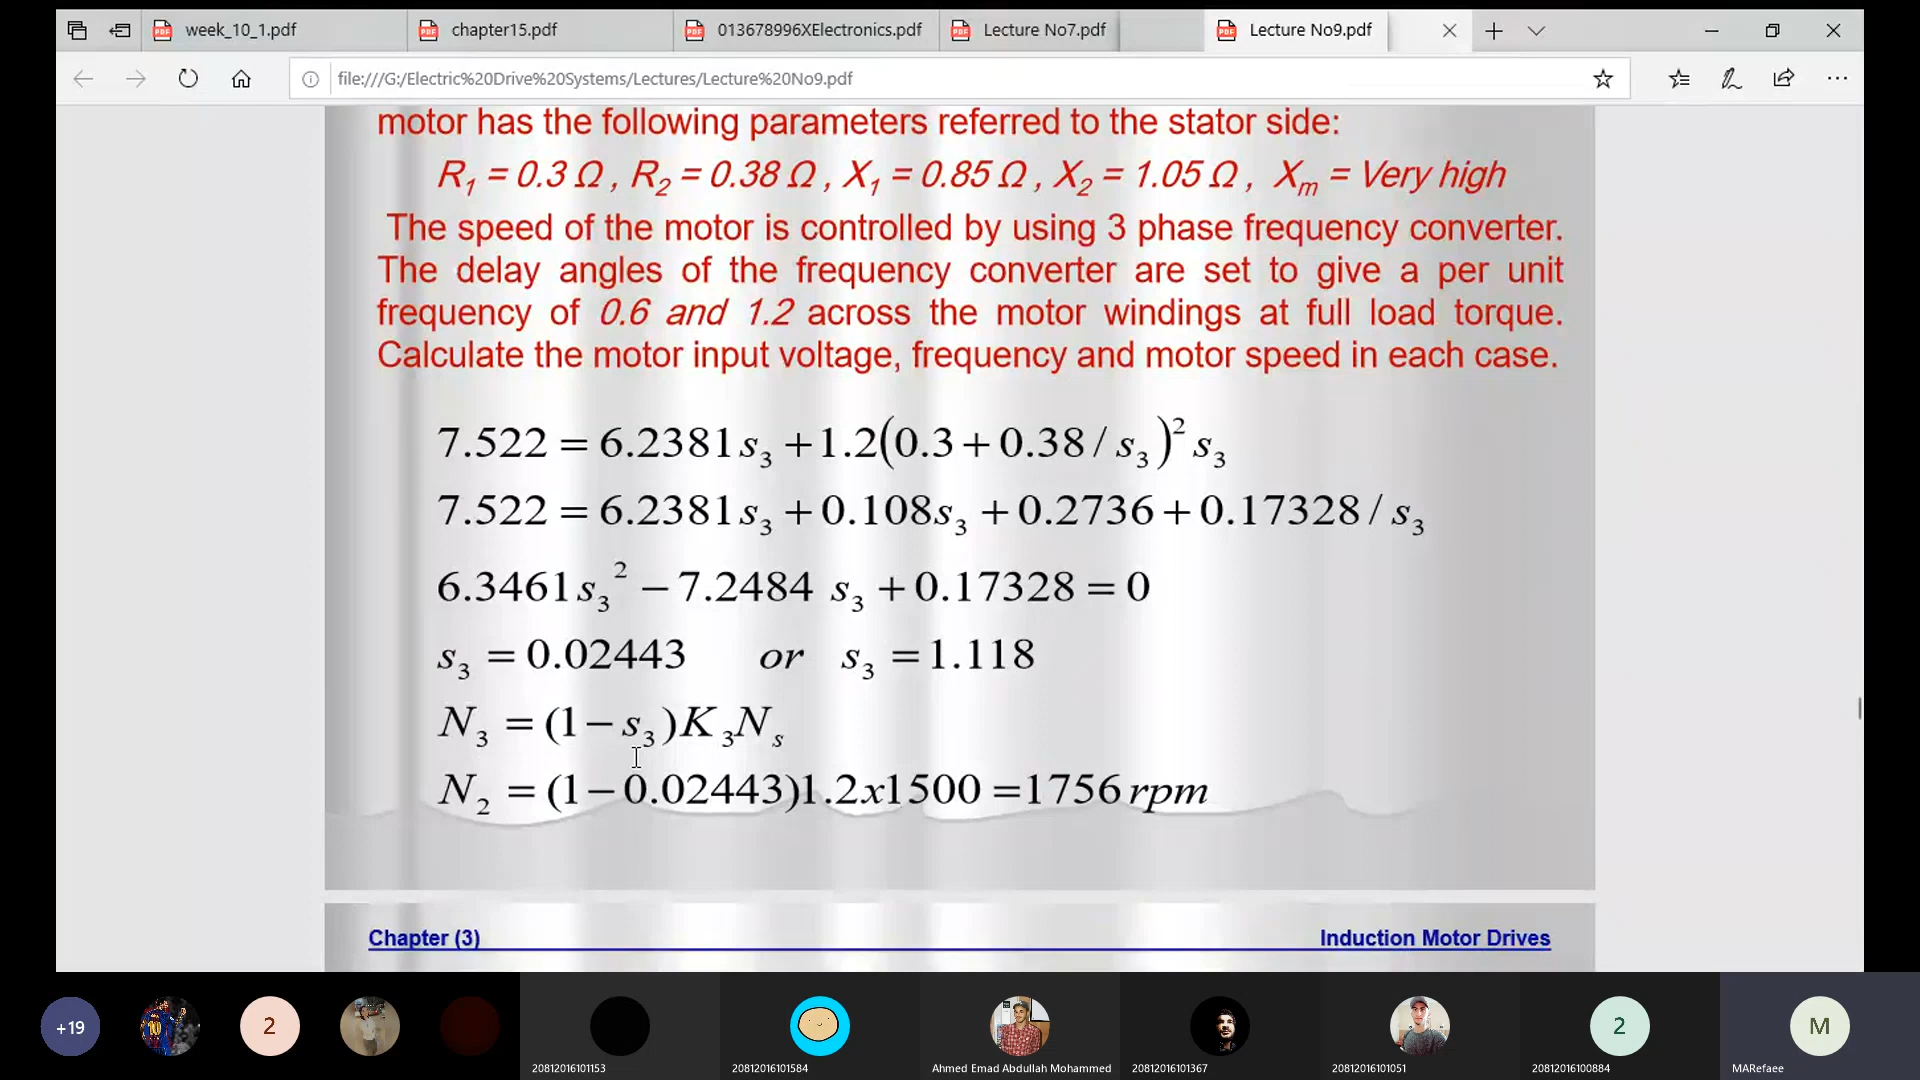 week_10_1.pdf
chapter15.pdf
013678996XElectronics.pdf
Lecture No7.pdf
Lecture No9.pdf
file:///G:/Electric%20Drive%20Systems/Lectures/Lecture%20No9.pdf
motor has the following parameters referred to the stator side:
R₁ = 0.3 Ω , R₂ = 0.38 Ω , X₁ = 0.85 Ω , X₂ = 1.05 Ω , Xₘ = Very high
The speed of the motor is controlled by using 3 phase frequency converter.
The delay angles of the frequency converter are set to give a per unit
frequency of 0.6 and 1.2 across the motor windings at full load torque.
Calculate the motor input voltage, frequency and motor speed in each case.
7.522 = 6.2381s₃ + 1.2(0.3 + 0.38 / s₃)² s₃
7.522 = 6.2381s₃ + 0.108s₃ + 0.2736 + 0.17328 / s₃
6.3461s₃² − 7.2484 s₃ + 0.17328 = 0
s₃ = 0.02443 or s₃ = 1.118
N₃ = (1 − s₃)K₃Nₛ
N₂ = (1 − 0.02443)1.2x1500 = 1756 rpm
Chapter (3) Induction Motor Drives
+19
10
2
2
M
20812016101153
20812016101584
Ahmed Emad Abdullah Mohammed
20812016101367
20812016101051
20812016100884
MARefaee